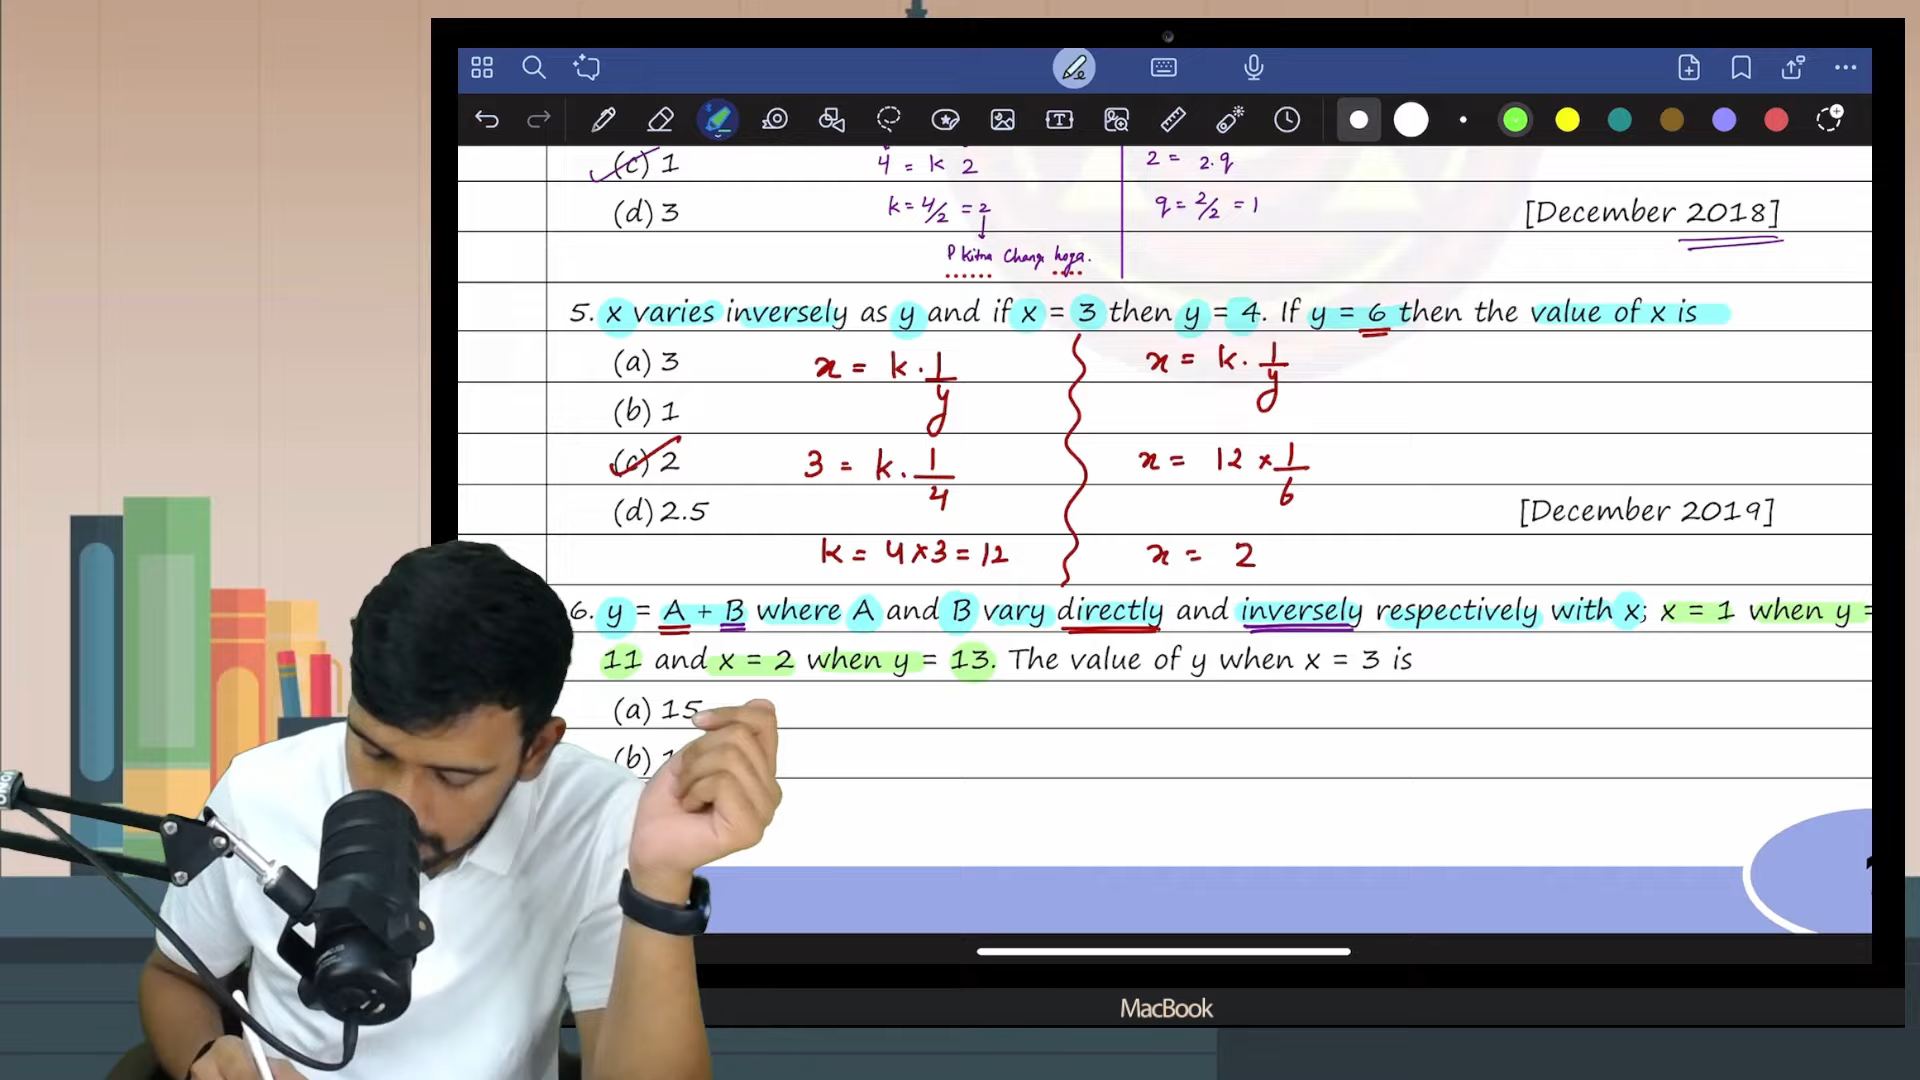 (c) 1
4 = k 2
2 = 2.q
(d) 3
k = 4/2 = 2
q = 2/2 = 1
[December 2018]
P kitna Change hoga.
5. x varies inversely as y and if x = 3 then y = 4. If y = 6 then the value of x is
(a) 3
x = k · 1/y
x = k · 1/y
(b) 1
(c) 2
3 = k · 1/4
x = 12 × 1/6
(d) 2.5
[December 2019]
k = 4×3 = 12
x = 2
6. y = A + B where A and B vary directly and inversely respectively with x; x = 1 when y =
11 and x = 2 when y = 13. The value of y when x = 3 is
(a) 15
(b)
MacBook